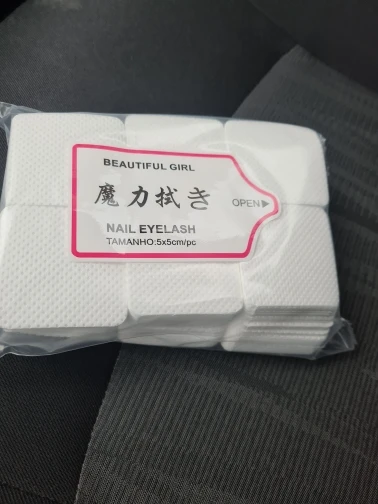 BEAUTIFUL GIRL
魔力拭き
OPEN▶
NAIL EYELASH
TAMANHO:5x5cm/pc